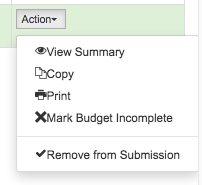 Action
View Summary
Copy
Print
Mark Budget Incomplete
Remove from Submission